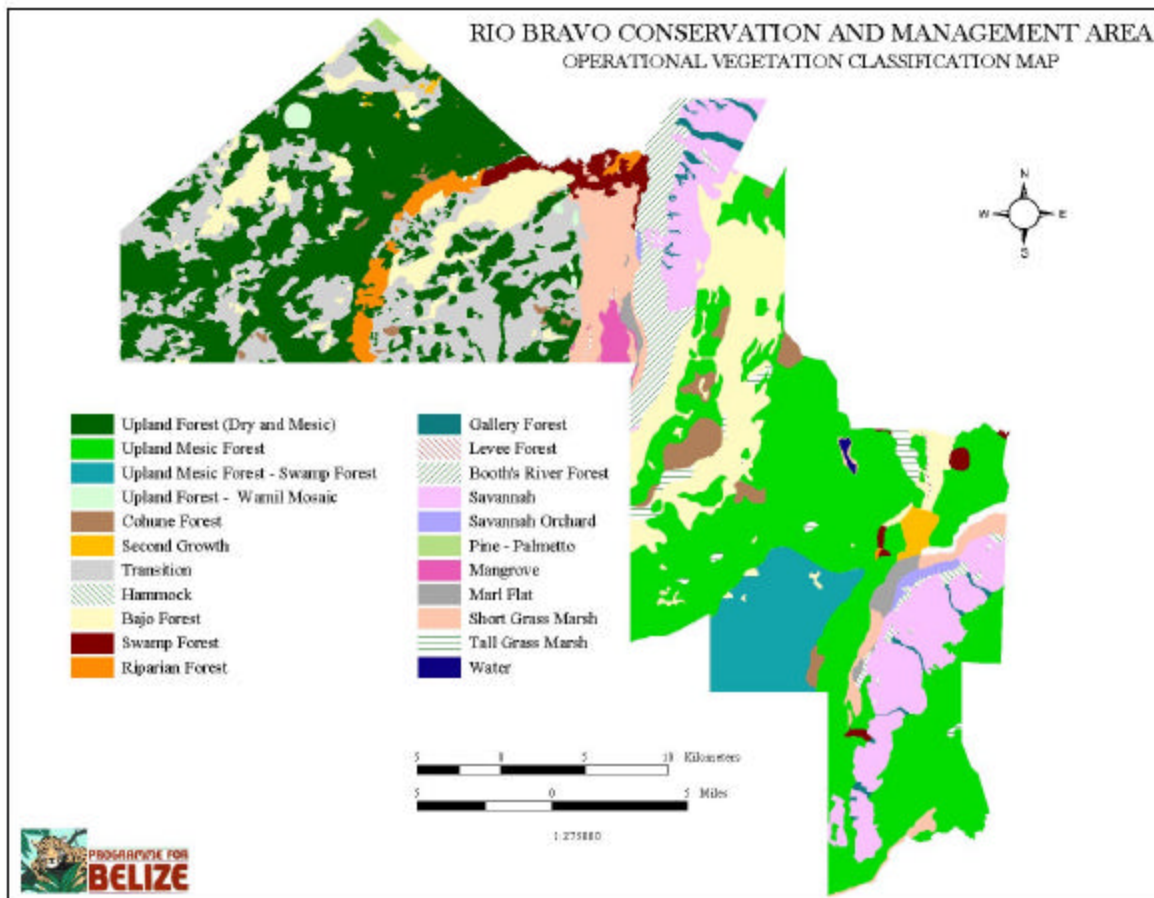 RIO BRAVO CONSERVATION AND MANAGEMENT AREA
OPERATIONAL VEGETATION CLASSIFICATION MAP
N
W E
S
Upland Forest (Dry and Mesic)
Upland Mesic Forest
Upland Mesic Forest - Swamp Forest
Upland Forest - Wamil Mosaic
Cohune Forest
Second Growth
Transition
Hammock
Bajo Forest
Swamp Forest
Riparian Forest
Gallery Forest
Levee Forest
Booth's River Forest
Savannah
Savannah Orchard
Pine - Palmetto
Mangrove
Marl Flat
Short Grass Marsh
Tall Grass Marsh
Water
5 0 5 10 Kilometers
5 0 5 Miles
PROGRAMME FOR
BELIZE